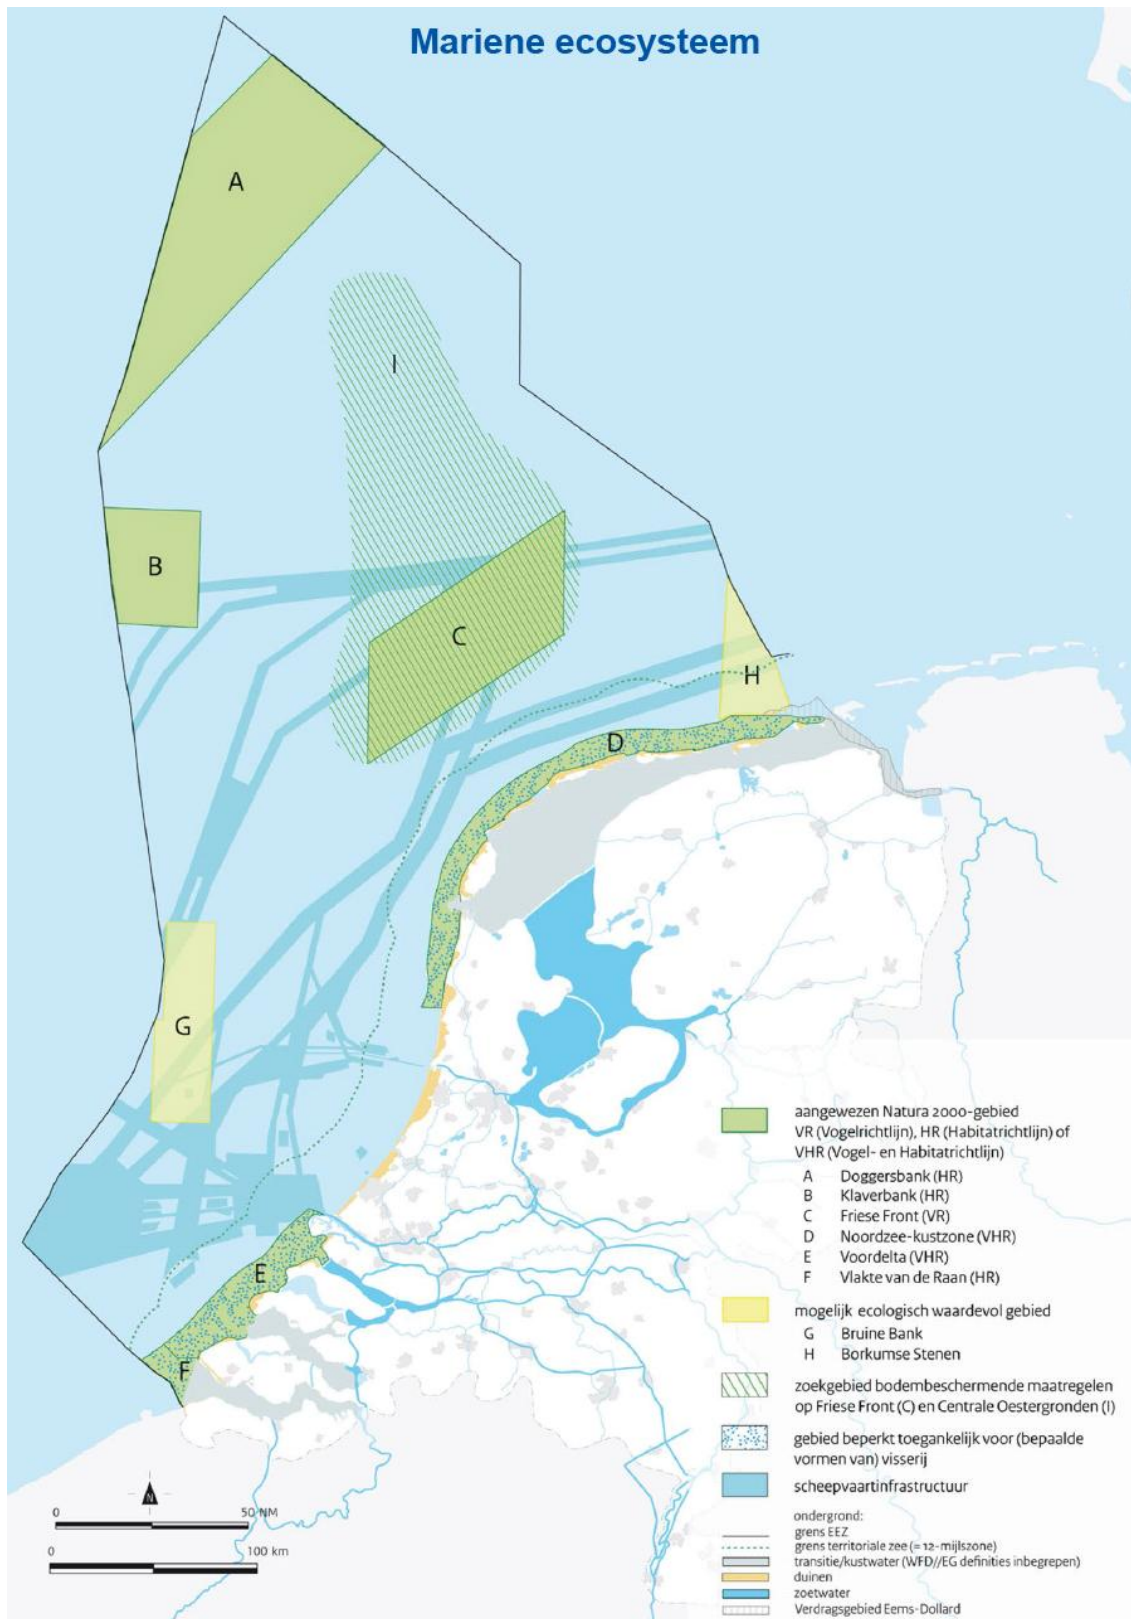 Mariene ecosysteem
A
I
B
C
H
D
G
E
F
aangewezen Natura 2000-gebied
VR (Vogelrichtlijn), HR (Habitatrichtlijn) of
VHR (Vogel- en Habitatrichtlijn)
A Doggersbank (HR)
B Klaverbank (HR)
C Friese Front (VR)
D Noordzee-kustzone (VHR)
E Voordelta (VHR)
F Vlakte van de Raan (HR)
mogelijk ecologisch waardevol gebied
G Bruine Bank
H Borkumse Stenen
zoekgebied bodembeschermende maatregelen
op Friese Front (C) en Centrale Oestergronden (I)
gebied beperkt toegankelijk voor (bepaalde
vormen van) visserij
scheepvaartinfrastructuur
ondergrond:
grens EEZ
grens territoriale zee (= 12-mijlszone)
transitie/kustwater (WFD//EG definities inbegrepen)
duinen
zoetwater
Verdragsgebied Eems-Dollard
N
0 50 NM
0 100 km